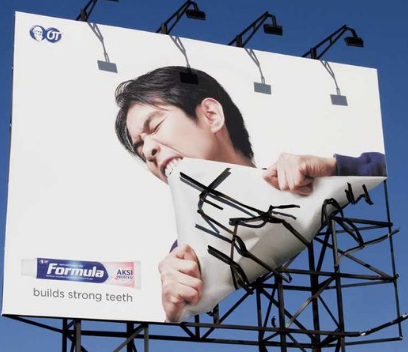 OT
Formula
AKSI
builds strong teeth